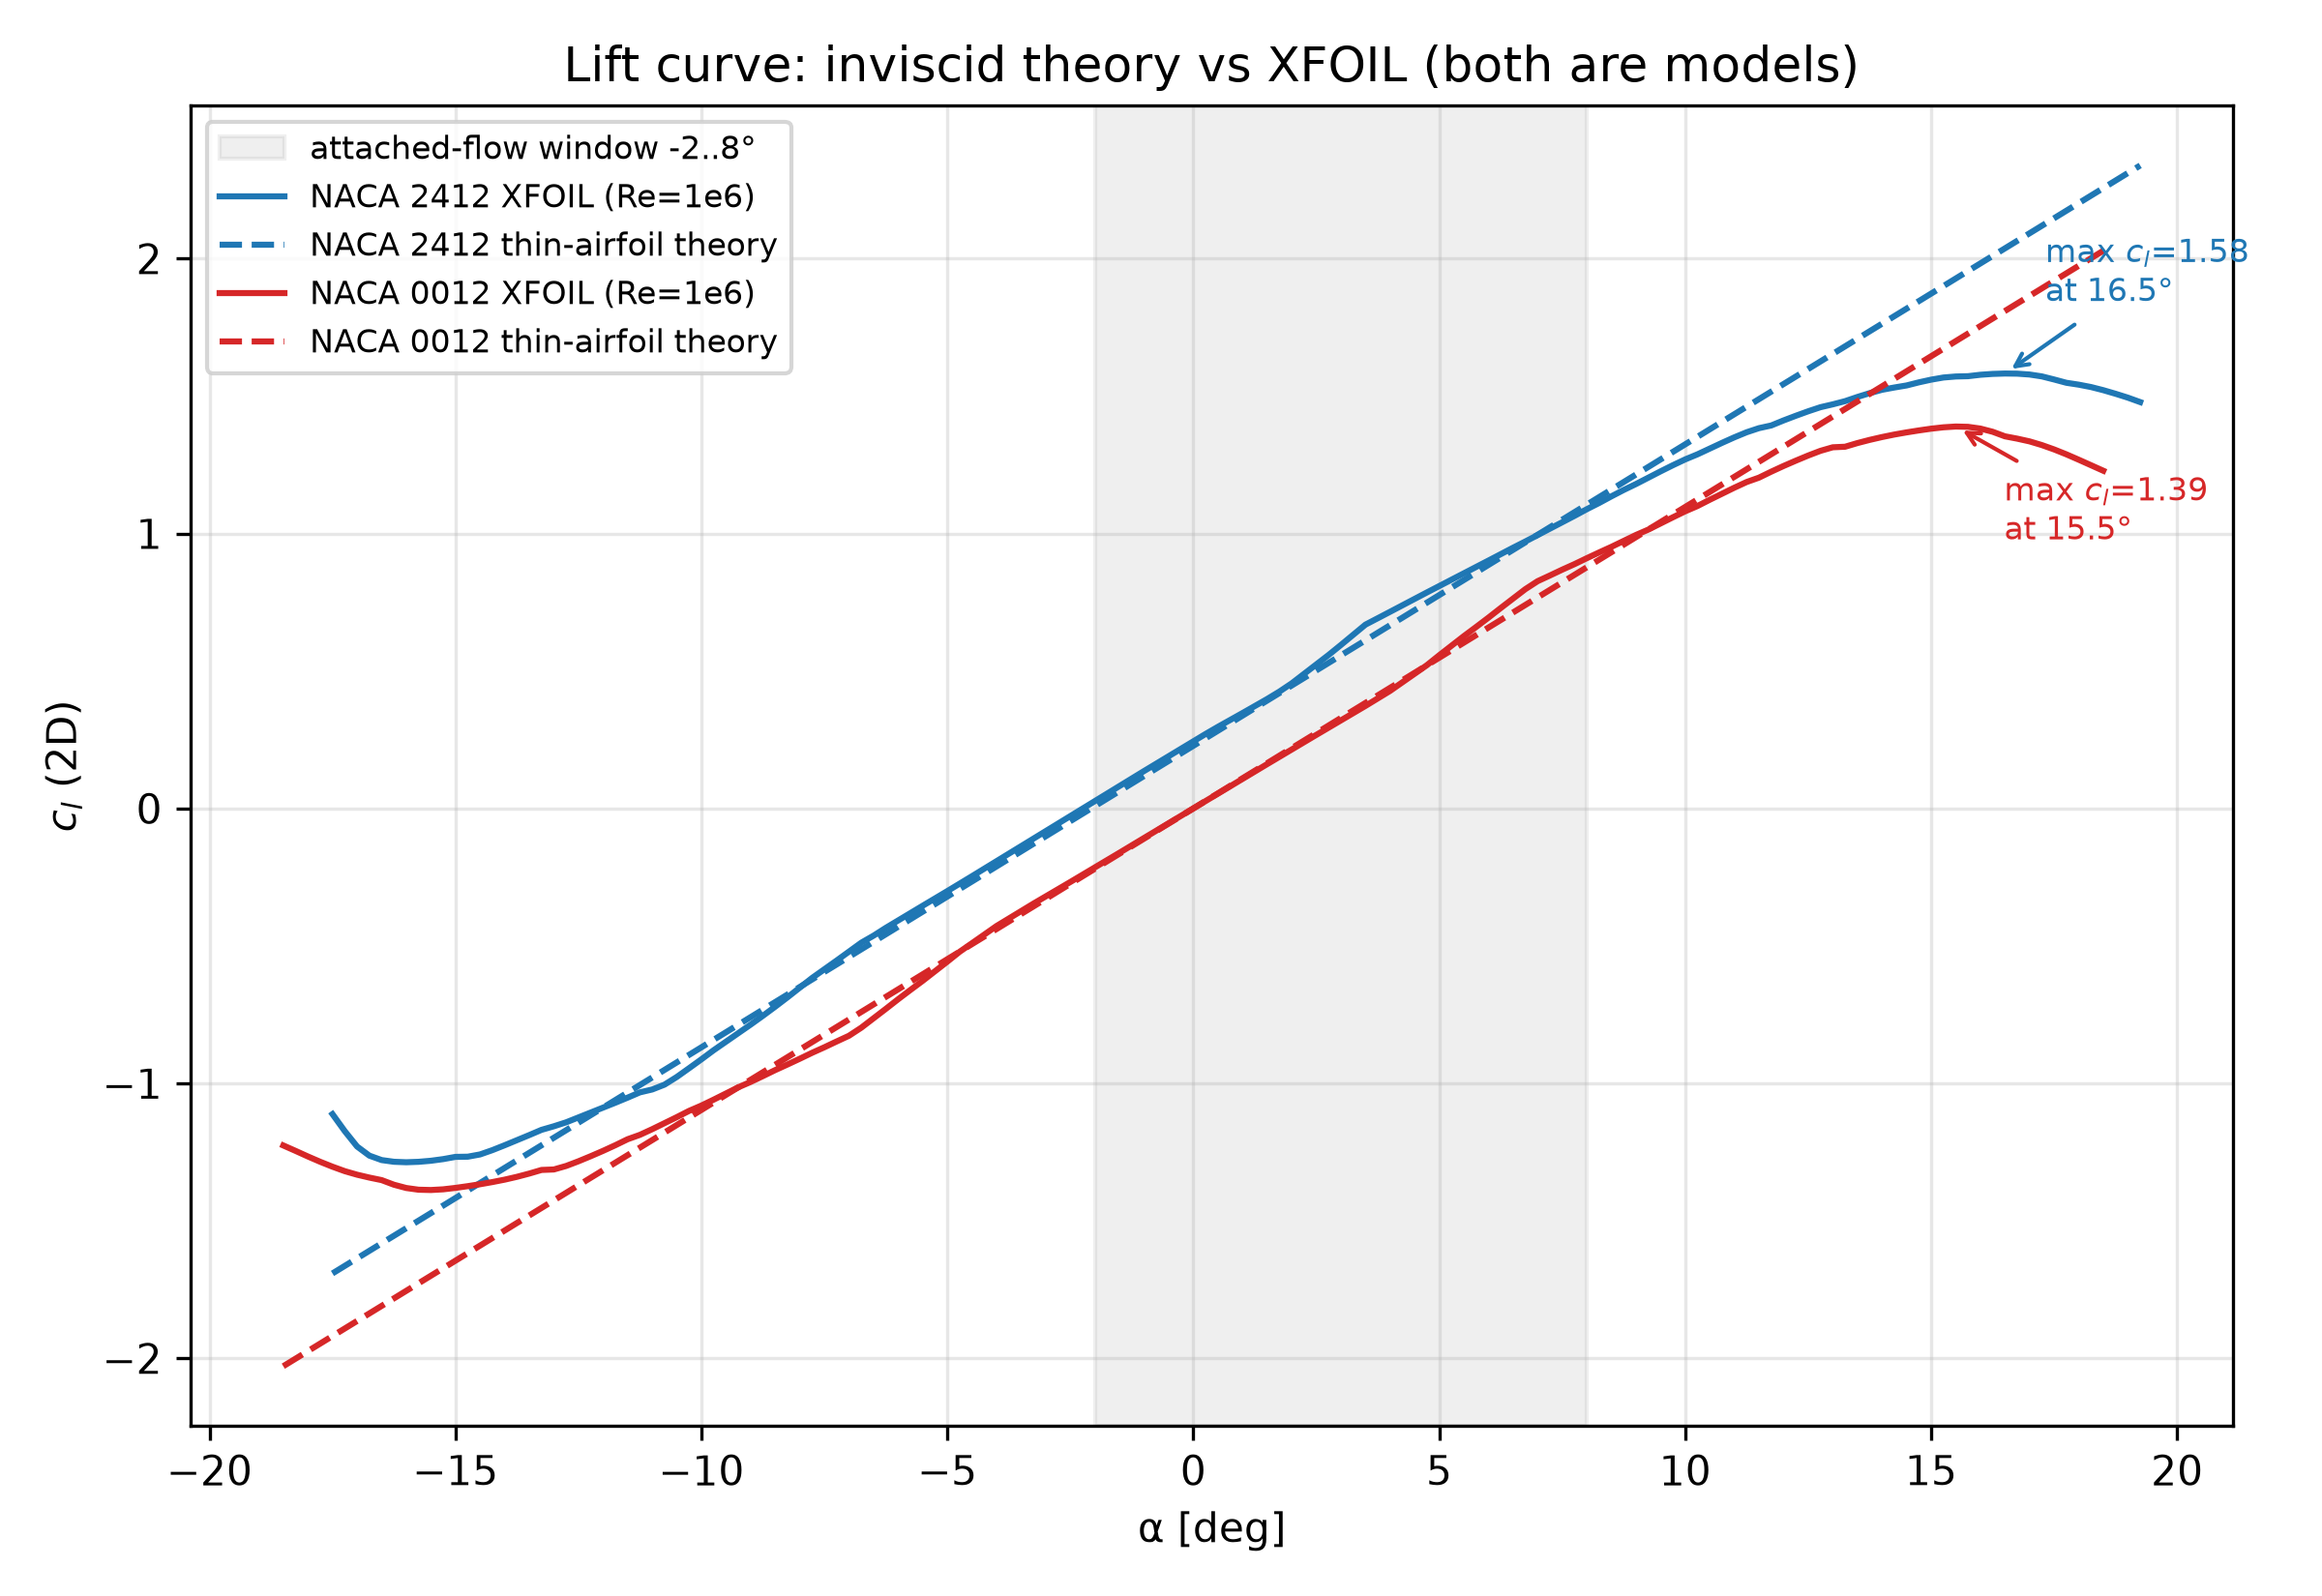 Lift curve: inviscid theory vs XFOIL (both are models)
attached-flow window -2..8°
NACA 2412 XFOIL (Re=1e6)
NACA 2412 thin-airfoil theory
NACA 0012 XFOIL (Re=1e6)
NACA 0012 thin-airfoil theory
max c_l=1.58
at 16.5°
max c_l=1.39
at 15.5°
c_l (2D)
2
1
0
−1
−2
−20 −15 −10 −5 0 5 10 15 20
α [deg]